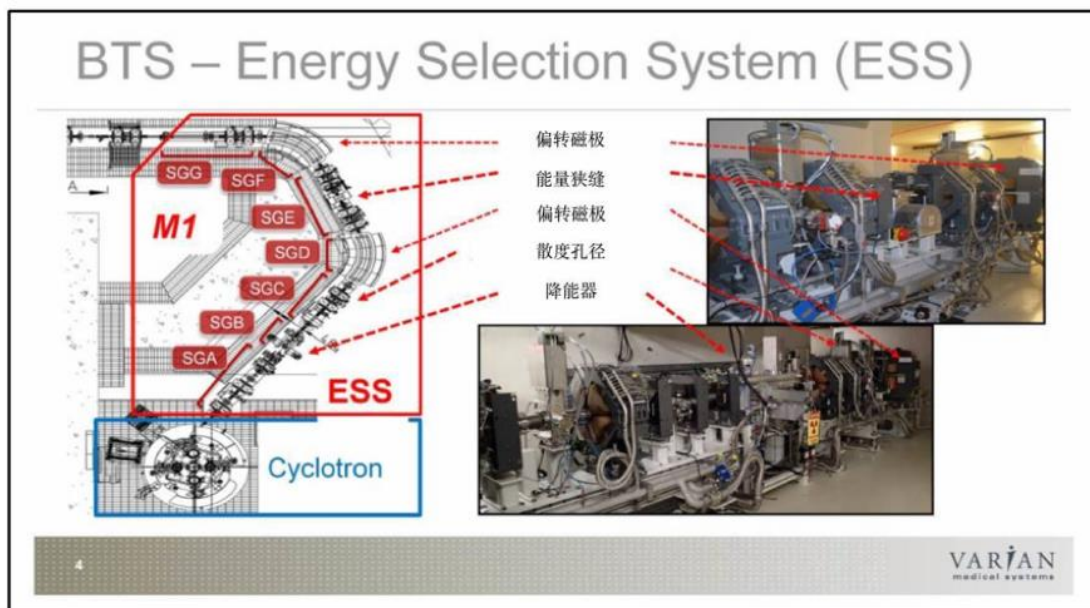 BTS – Energy Selection System (ESS)
偏转磁极
能量狭缝
偏转磁极
散度孔径
降能器
A
SGG
SGF
M1
SGE
SGD
SGC
SGB
SGA
ESS
Cyclotron
4
VARIAN
medical systems